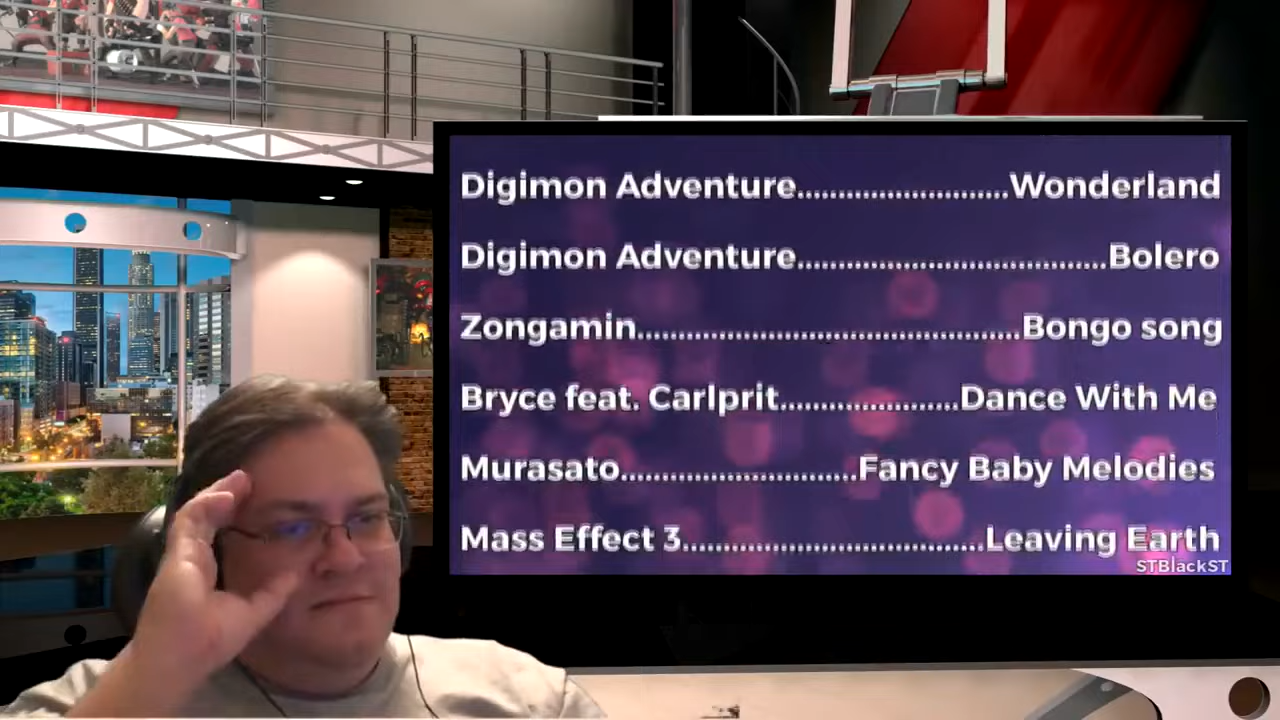 Digimon Adventure......................Wonderland
Digimon Adventure................................Bolero
Zongamin.......................................Bongo song
Bryce feat. Carlprit...................Dance With Me
Murasato........................Fancy Baby Melodies
Mass Effect 3...............................Leaving Earth
STBlackST